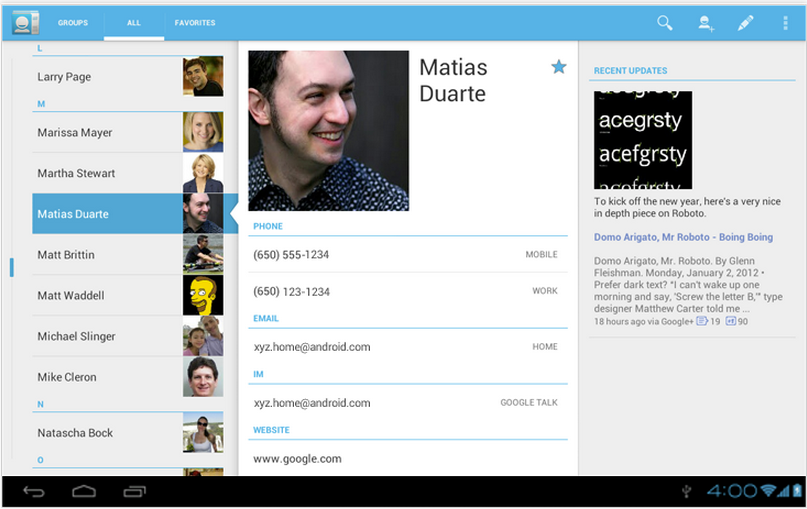 GROUPS
ALL
FAVORITES
L
Larry Page
M
Marissa Mayer
Martha Stewart
Matias Duarte
Matt Brittin
Matt Waddell
Michael Slinger
Mike Cleron
N
Natascha Bock
O
Matias
Duarte
PHONE
(650) 555-1234 MOBILE
(650) 123-1234 WORK
EMAIL
xyz.home@android.com HOME
IM
xyz.home@android.com GOOGLE TALK
WEBSITE
www.google.com
RECENT UPDATES
acegrsty
acefgrsty
To kick off the new year, here's a very nice
in depth piece on Roboto.
Domo Arigato, Mr Roboto - Boing Boing
Domo Arigato, Mr. Roboto. By Glenn
Fleishman. Monday, January 2, 2012 •
Prefer dark text? "I can't wake up one
morning and say, 'Screw the letter B,'" type
designer Matthew Carter told me ...
18 hours ago via Google+ 19 +1 90
4:00